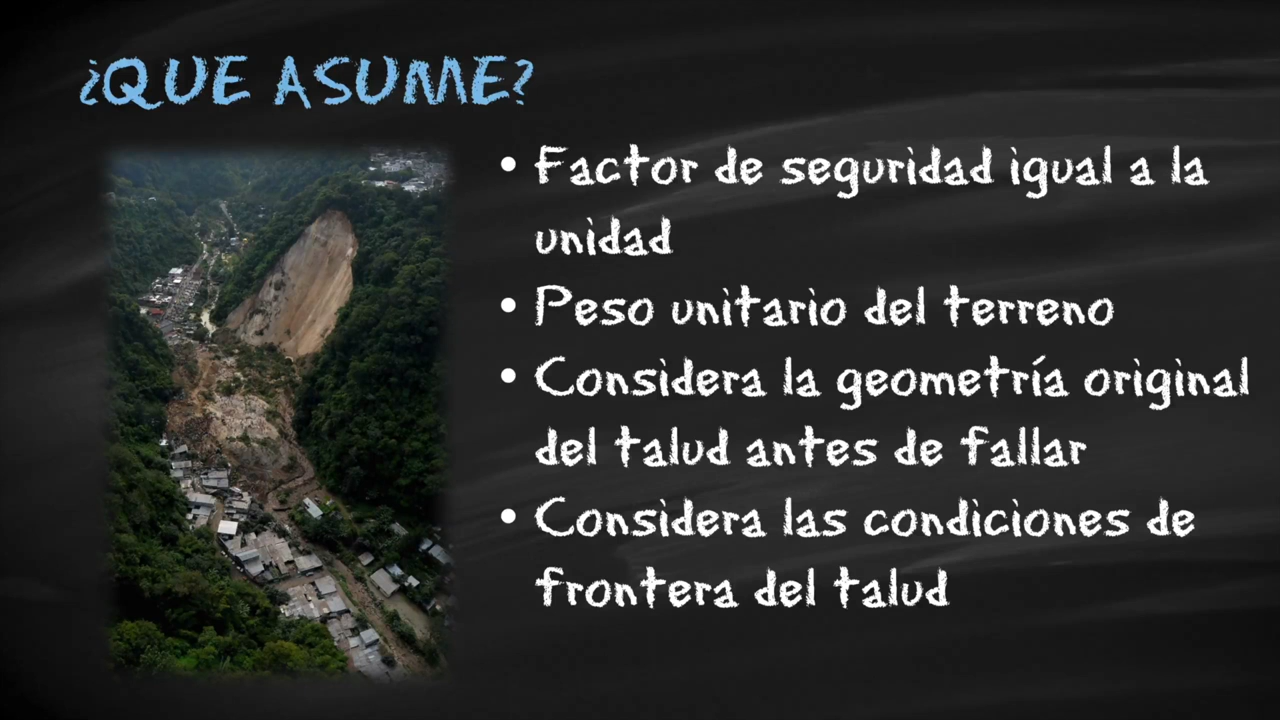 ¿QUE ASUME?
• Factor de seguridad igual a la
unidad
• Peso unitario del terreno
• Considera la geometría original
del talud antes de fallar
• Considera las condiciones de
frontera del talud